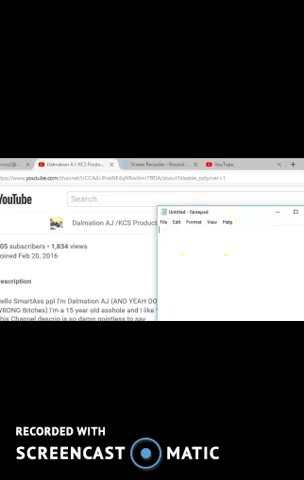 Dalmation AJ /KCS Produc...
Screen Recorder - Record...
YouTube
YouTube
Search
Dalmation AJ /KCS Product
Untitled - Notepad
File Edit Format View Help
05 subscribers • 1,834 views
oined Feb 20, 2016
escription
ello SmartAss ppl I'm Dalmation AJ (AND YEAH DO
WRONG Bitches) I'm a 15 year old asshole and I like
his Channel descrip is so damn pointless to say
RECORDED WITH
SCREENCAST MATIC